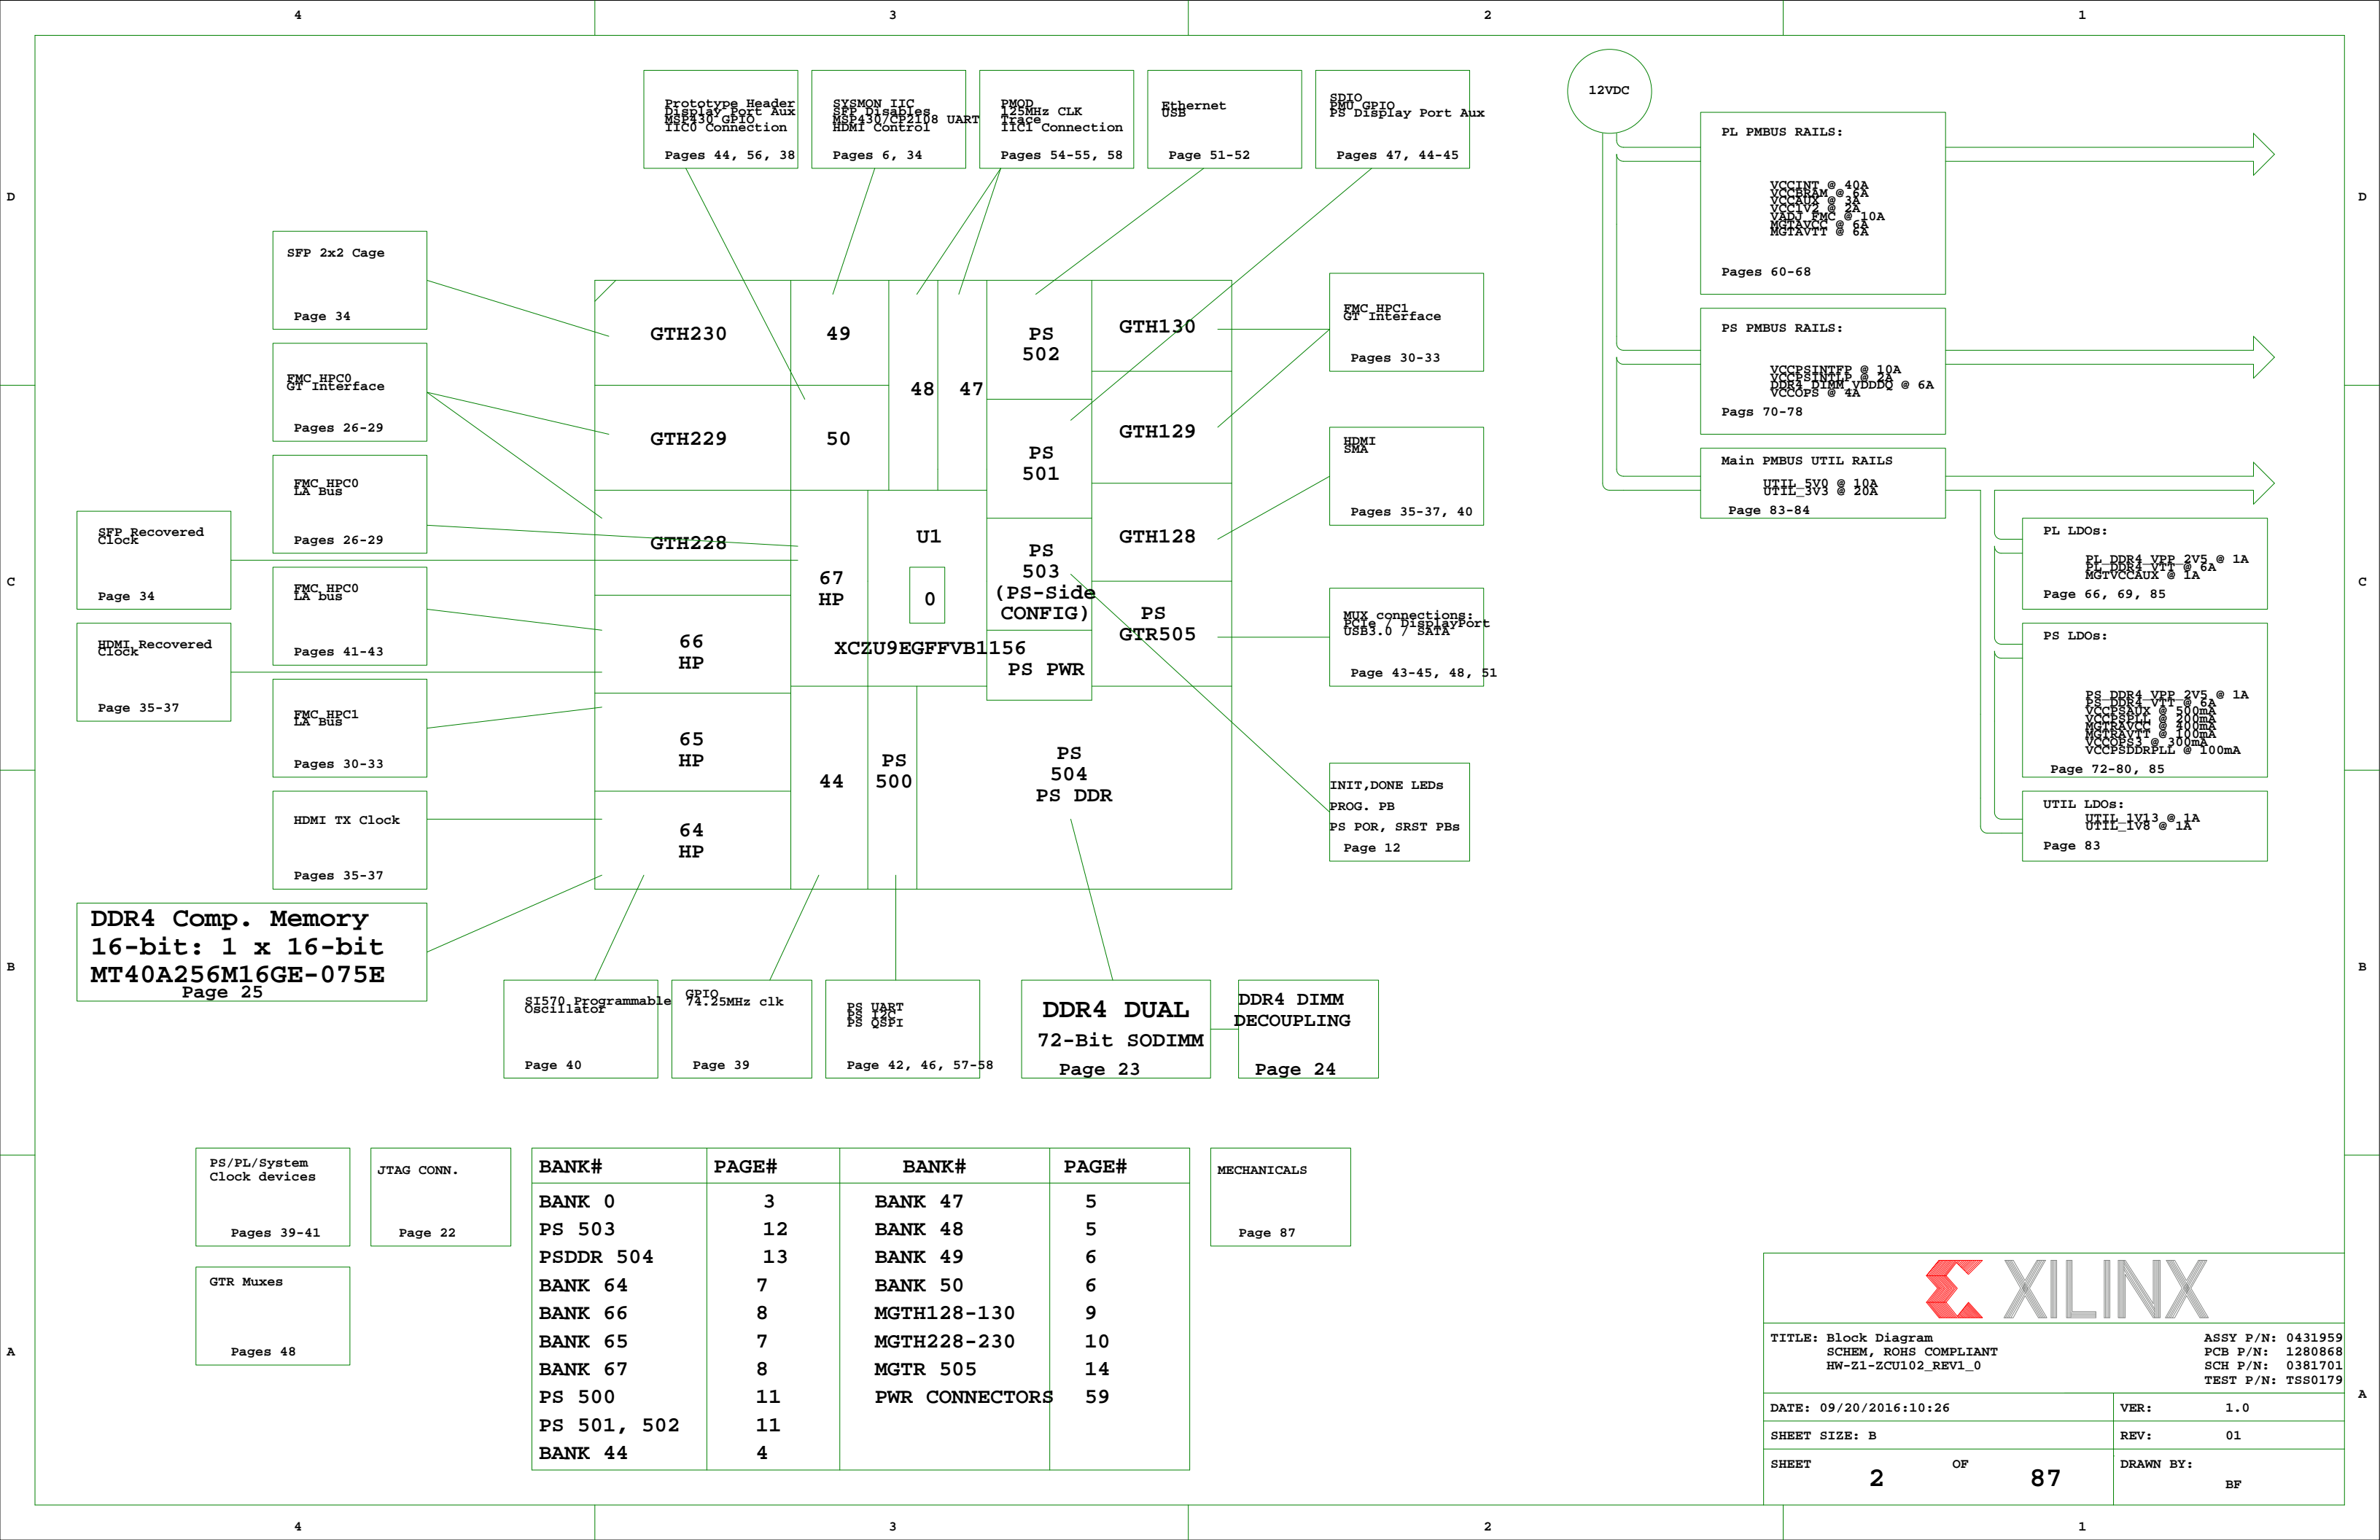 4
3
2
1
D
C
B
A
D
C
B
A
4
3
2
1
Prototype Header
Display Port Aux
MSP430 GPIO
IIC0 Connection
Pages 44, 56, 38
SYSMON IIC
SFP Disables
MSP430/CP2108 UART
HDMI Control
Pages 6, 34
PMOD
125MHz CLK
Trace
IIC1 Connection
Pages 54-55, 58
Ethernet
USB
Page 51-52
SDIO
PMU GPIO
PS Display Port Aux
Pages 47, 44-45
12VDC
PL PMBUS RAILS:
VCCINT @ 40A
VCCBRAM @ 6A
VCCAUX @ 3A
VCC1V2 @ 2A
VADJ_FMC @ 10A
MGTAVCC @ 6A
MGTAVTT @ 6A
Pages 60-68
PS PMBUS RAILS:
VCCPSINTFP @ 10A
VCCPSINTLP @ 2A
DDR4_DIMM_VDDDQ @ 6A
VCCOPS @ 4A
Pags 70-78
Main PMBUS UTIL RAILS
UTIL_5V0 @ 10A
UTIL_3V3 @ 20A
Page 83-84
PL LDOs:
PL_DDR4_VPP_2V5 @ 1A
PL_DDR4_VTT @ 6A
MGTVCCAUX @ 1A
Page 66, 69, 85
PS LDOs:
PS_DDR4_VPP_2V5 @ 1A
PS_DDR4_VTT @ 6A
VCCPSAUX @ 500mA
VCCPSPLL @ 200mA
MGTRAVCC @ 400mA
MGTRAVTT @ 100mA
VCCOPS3 @ 300mA
VCCPSDDRPLL @ 100mA
Page 72-80, 85
UTIL LDOs:
UTIL_1V13 @ 1A
UTIL_1V8 @ 1A
Page 83
SFP 2x2 Cage
Page 34
FMC HPC0
GT Interface
Pages 26-29
FMC HPC0
LA Bus
Pages 26-29
SFP Recovered
Clock
Page 34
FMC HPC0
LA bus
Pages 41-43
HDMI Recovered
Clock
Page 35-37
FMC HPC1
LA Bus
Pages 30-33
HDMI TX Clock
Pages 35-37
DDR4 Comp. Memory
16-bit: 1 x 16-bit
MT40A256M16GE-075E
Page 25
GTH230
GTH229
GTH228
49
50
48
47
PS
502
PS
501
PS
503
(PS-Side
CONFIG)
PS PWR
GTH130
GTH129
GTH128
PS
GTR505
U1
0
XCZU9EGFFVB1156
67
HP
66
HP
65
HP
64
HP
44
PS
500
PS
504
PS DDR
FMC HPC1
GT Interface
Pages 30-33
HDMI
SMA
Pages 35-37, 40
MUX connections:
PCIe / DisplayPort
USB3.0 / SATA
Page 43-45, 48, 51
INIT,DONE LEDs
PROG. PB
PS POR, SRST PBs
Page 12
SI570 Programmable
Oscillator
Page 40
GPIO
74.25MHz clk
Page 39
PS UART
PS I2C
PS QSPI
Page 42, 46, 57-58
DDR4 DUAL
72-Bit SODIMM
Page 23
DDR4 DIMM
DECOUPLING
Page 24
PS/PL/System
Clock devices
Pages 39-41
JTAG CONN.
Page 22
GTR Muxes
Pages 48
BANK# PAGE# BANK# PAGE#
BANK 0 3 BANK 47 5
PS 503 12 BANK 48 5
PSDDR 504 13 BANK 49 6
BANK 64 7 BANK 50 6
BANK 66 8 MGTH128-130 9
BANK 65 7 MGTH228-230 10
BANK 67 8 MGTR 505 14
PS 500 11 PWR CONNECTORS 59
PS 501, 502 11
BANK 44 4
MECHANICALS
Page 87
XILINX
TITLE: Block Diagram
SCHEM, ROHS COMPLIANT
HW-Z1-ZCU102_REV1_0
ASSY P/N: 0431959
PCB P/N: 1280868
SCH P/N: 0381701
TEST P/N: TSS0179
DATE: 09/20/2016:10:26
VER: 1.0
SHEET SIZE: B
REV: 01
SHEET 2 OF 87
DRAWN BY:
BF